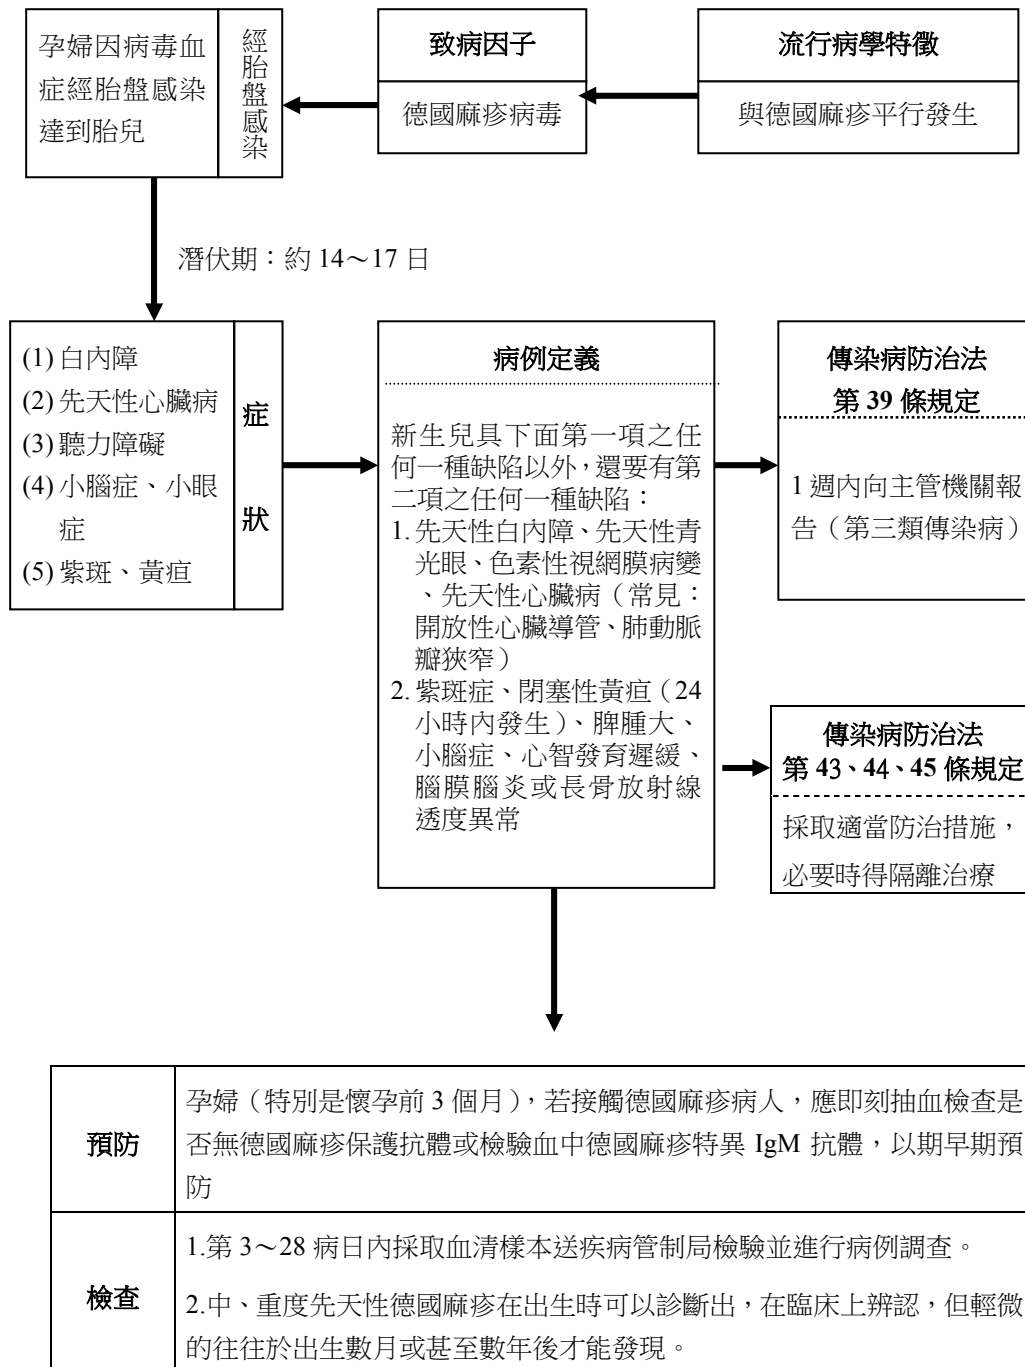 孕婦因病毒血
症經胎盤感染
達到胎兒
經胎盤感染
致病因子
德國麻疹病毒
流行病學特徵
與德國麻疹平行發生
潛伏期：約 14～17 日
(1) 白內障
(2) 先天性心臟病
(3) 聽力障礙
(4) 小腦症、小眼
症
(5) 紫斑、黃疸
症狀
病例定義
新生兒具下面第一項之任
何一種缺陷以外，還要有第
二項之任何一種缺陷：
1. 先天性白內障、先天性青
光眼、色素性視網膜病變
、先天性心臟病（常見：
開放性心臟導管、肺動脈
瓣狹窄）
2. 紫斑症、閉塞性黃疸（24
小時內發生）、脾腫大、
小腦症、心智發育遲緩、
腦膜腦炎或長骨放射線
透度異常
傳染病防治法
第 39 條規定
1 週內向主管機關報
告（第三類傳染病）
傳染病防治法
第 43、44、45 條規定
採取適當防治措施，
必要時得隔離治療
預防
孕婦（特別是懷孕前 3 個月），若接觸德國麻疹病人，應即刻抽血檢查是
否無德國麻疹保護抗體或檢驗血中德國麻疹特異 IgM 抗體，以期早期預
防
檢查
1.第 3～28 病日內採取血清樣本送疾病管制局檢驗並進行病例調查。
2.中、重度先天性德國麻疹在出生時可以診斷出，在臨床上辨認，但輕微
的往往於出生數月或甚至數年後才能發現。